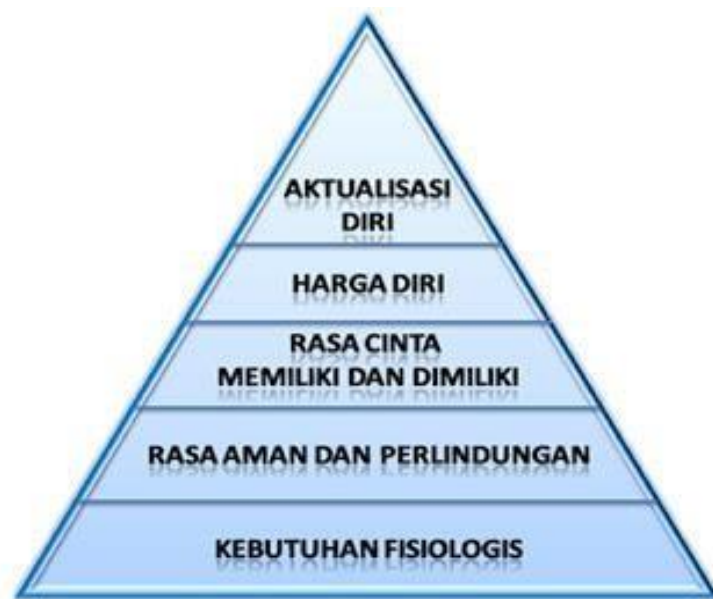 AKTUALISASI
DIRI
HARGA DIRI
RASA CINTA
MEMILIKI DAN DIMILIKI
RASA AMAN DAN PERLINDUNGAN
KEBUTUHAN FISIOLOGIS